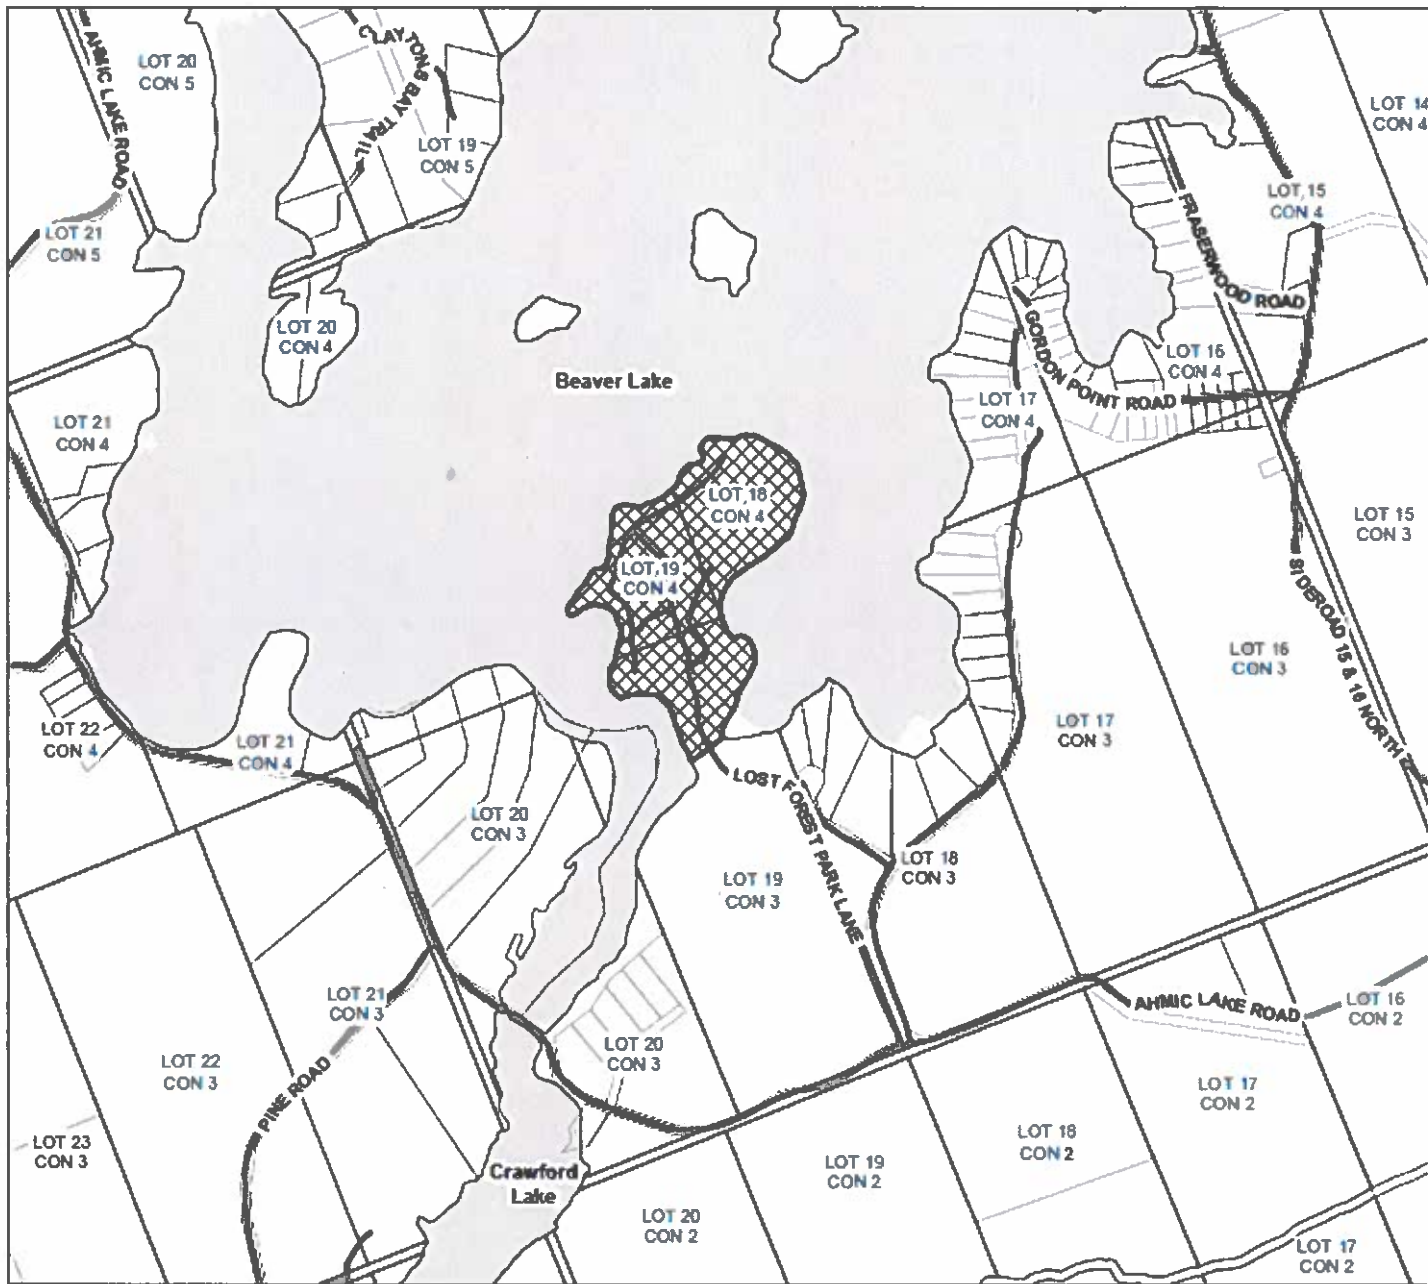 CLAYTONS BAY TRAIL
AHMIC LAKE ROAD
LOT 20
CON 5
LOT 19
CON 5
LOT 14
CON 4
LOT 15
CON 4
LOT 21
CON 5
FRASERWOOD ROAD
LOT 20
CON 4
Beaver Lake
GORDON POINT ROAD
LOT 16
CON 4
LOT 17
CON 4
LOT 21
CON 4
LOT 18
CON 4
LOT 15
CON 3
LOT 19
CON 4
SIDEROAD 15 & 16 NORTH
LOT 16
CON 3
LOT 22
CON 4
LOT 21
CON 4
LOT 17
CON 3
LOST FOREST PARK LANE
LOT 20
CON 3
LOT 18
CON 3
LOT 19
CON 3
LOT 21
CON 3
AHMIC LAKE ROAD
LOT 16
CON 2
LOT 20
CON 3
LOT 22
CON 3
PINE ROAD
LOT 17
CON 2
LOT 23
CON 3
LOT 18
CON 2
LOT 19
CON 2
Crawford
Lake
LOT 20
CON 2
LOT 17
CON 2